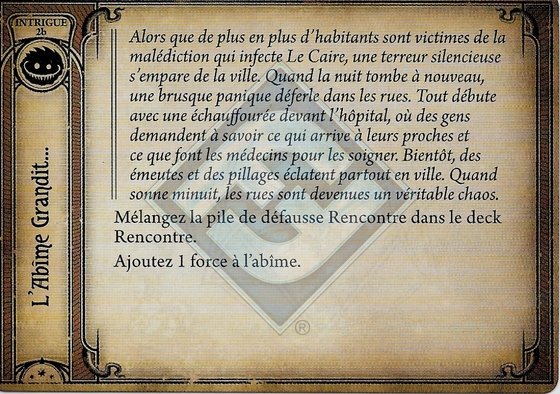 INTRIGUE
2b
L'Abîme Grandit...
Alors que de plus en plus d'habitants sont victimes de la
malédiction qui infecte Le Caire, une terreur silencieuse
s'empare de la ville. Quand la nuit tombe à nouveau,
une brusque panique déferle dans les rues. Tout débute
avec une échauffourée devant l'hôpital, où des gens
demandent à savoir ce qui arrive à leurs proches et
ce que font les médecins pour les soigner. Bientôt, des
émeutes et des pillages éclatent partout en ville. Quand
sonne minuit, les rues sont devenues un véritable chaos.
Mélangez la pile de défausse Rencontre dans le deck
Rencontre.
Ajoutez 1 force à l'abîme.
®